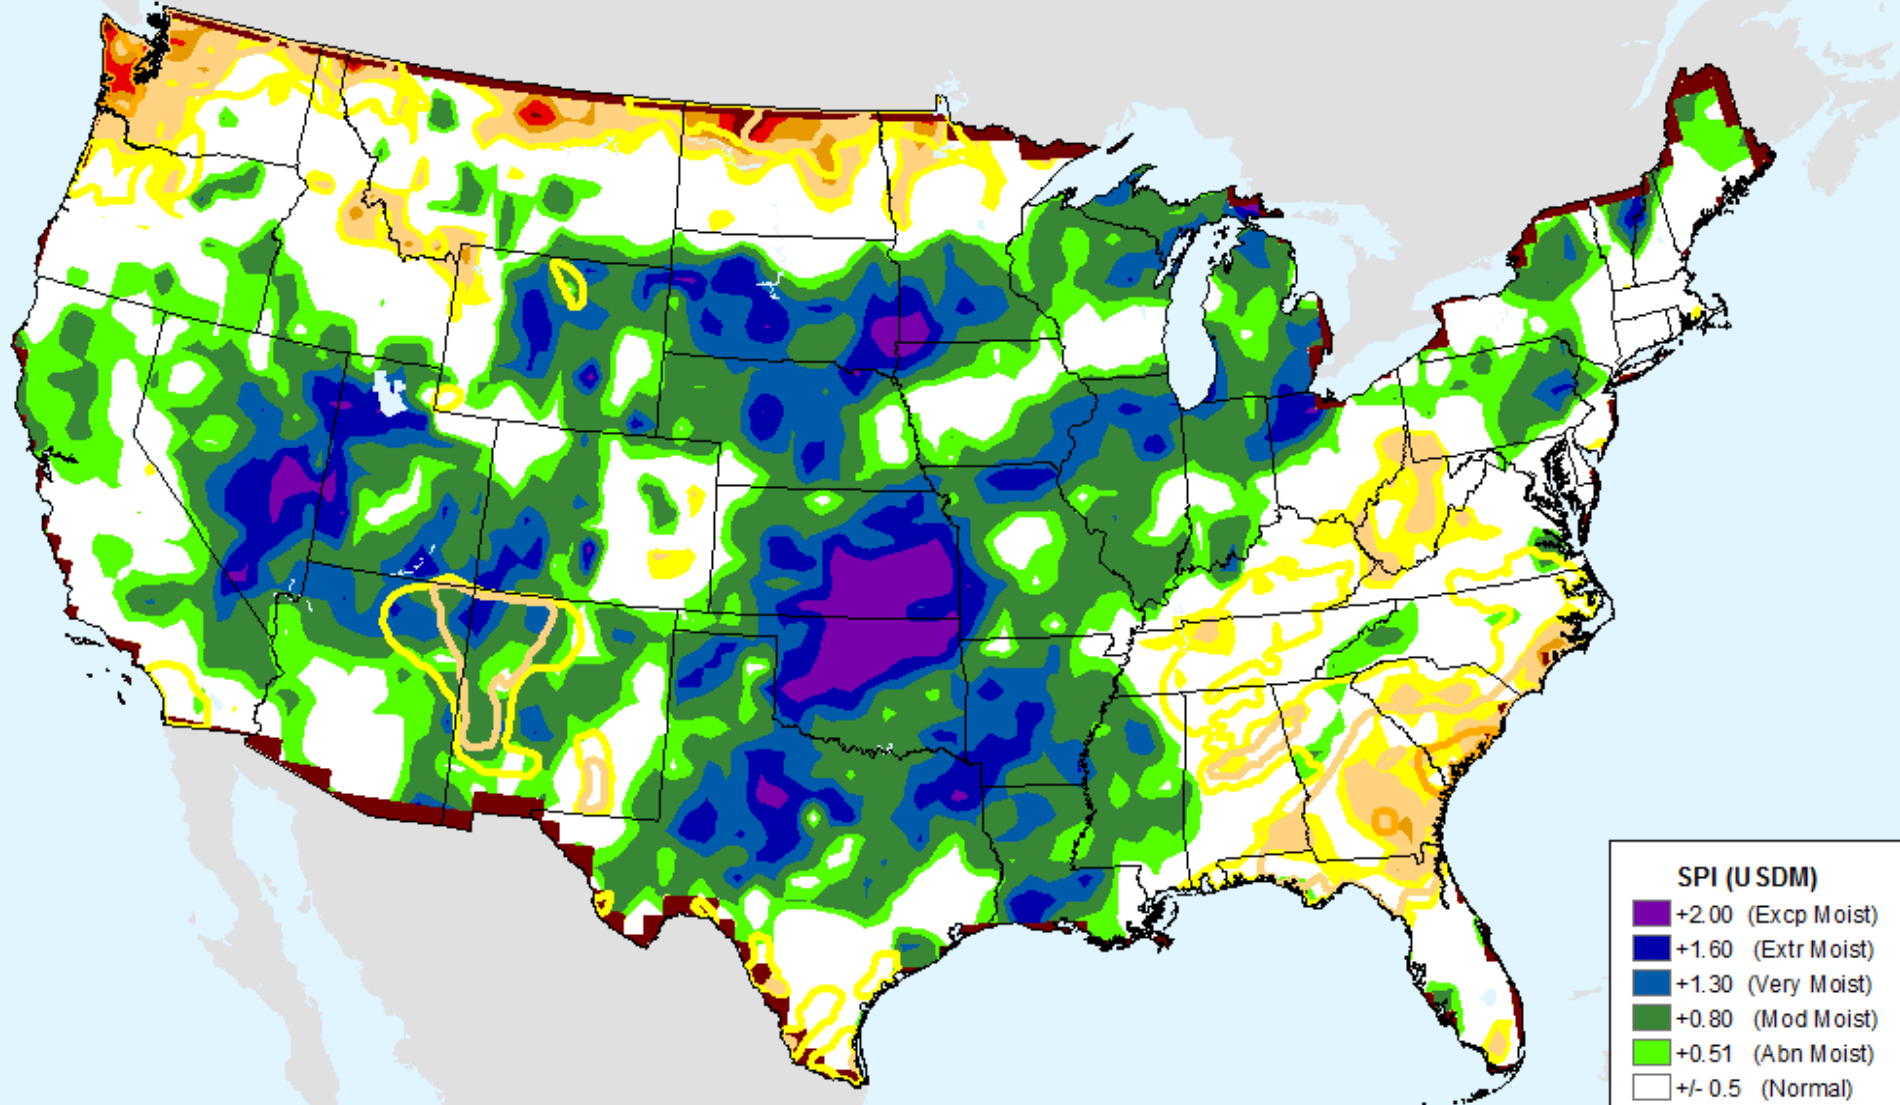 SPI (USDM)
+2.00 (Excp Moist)
+1.60 (Extr Moist)
+1.30 (Very Moist)
+0.80 (Mod Moist)
+0.51 (Abn Moist)
+/- 0.5 (Normal)